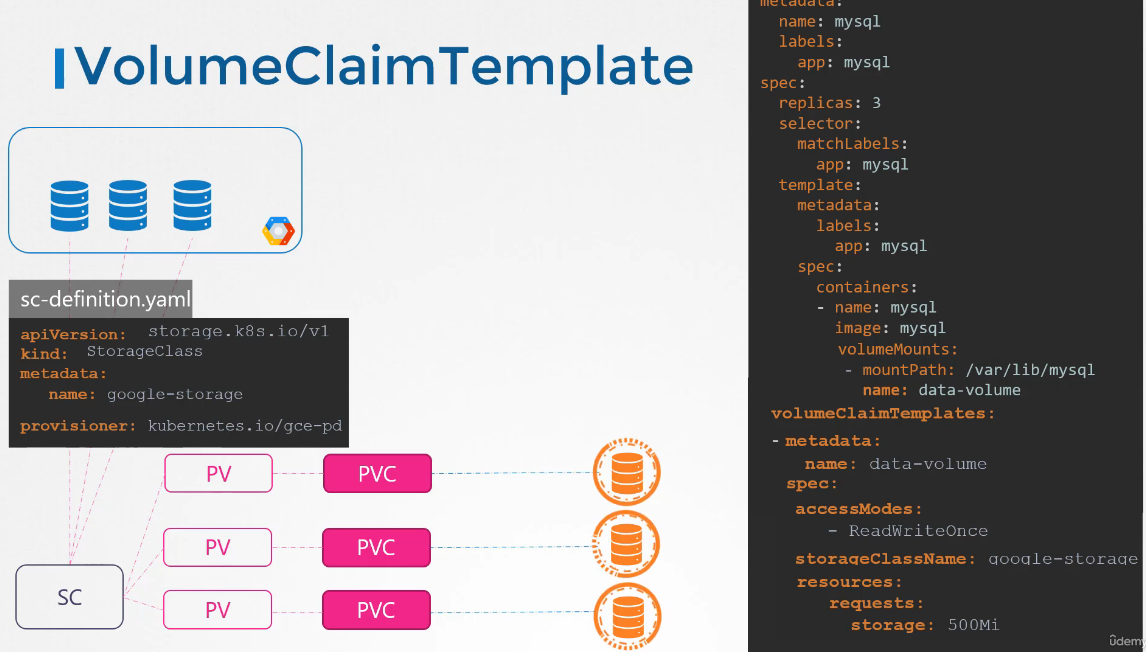 VolumeClaimTemplate
sc-definition.yaml
apiVersion: storage.k8s.io/v1
kind: StorageClass
metadata:
name: google-storage
provisioner: kubernetes.io/gce-pd
PV
PVC
PV
PVC
SC
PV
PVC
metadata:
name: mysql
labels:
app: mysql
spec:
replicas: 3
selector:
matchLabels:
app: mysql
template:
metadata:
labels:
app: mysql
spec:
containers:
- name: mysql
image: mysql
volumeMounts:
- mountPath: /var/lib/mysql
name: data-volume
volumeClaimTemplates:
- metadata:
name: data-volume
spec:
accessModes:
- ReadWriteOnce
storageClassName: google-storage
resources:
requests:
storage: 500Mi
ûdemy